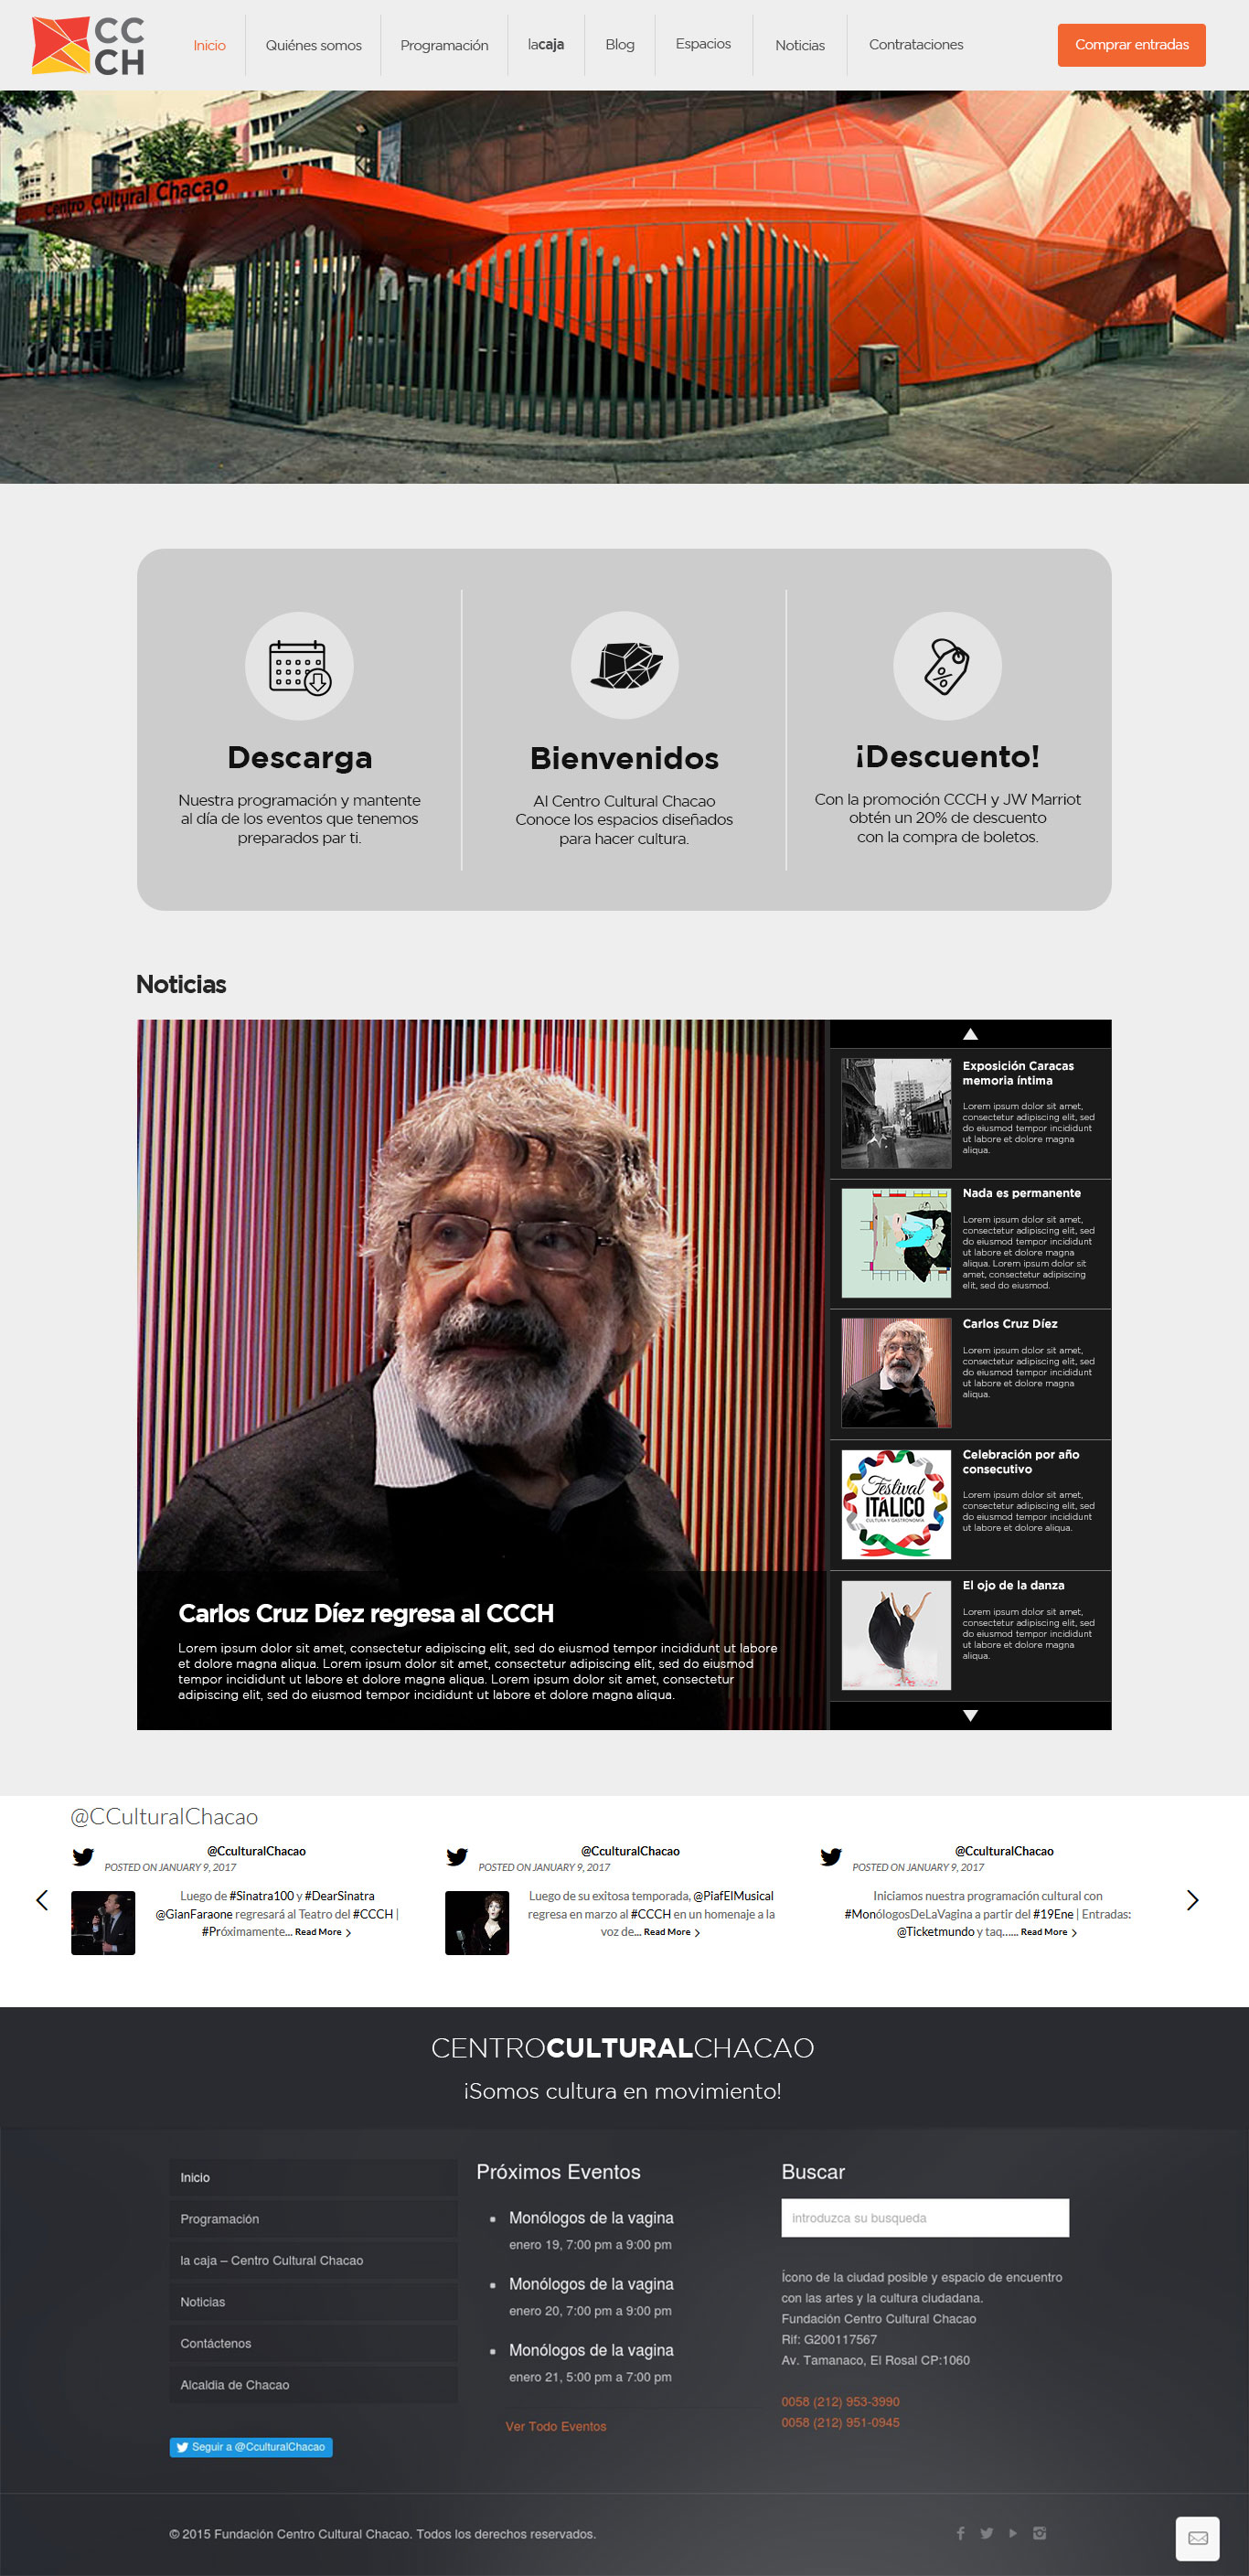 CC
CH
Inicio
Quiénes somos
Programación
lacaja
Blog
Espacios
Noticias
Contrataciones
Comprar entradas
Centro Cultural Chacao
Descarga
Nuestra programación y mantente
al día de los eventos que tenemos
preparados par ti.
Bienvenidos
Al Centro Cultural Chacao
Conoce los espacios diseñados
para hacer cultura.
¡Descuento!
Con la promoción CCCH y JW Marriot
obtén un 20% de descuento
con la compra de boletos.
Noticias
Carlos Cruz Díez regresa al CCCH
Lorem ipsum dolor sit amet, consectetur adipiscing elit, sed do eiusmod tempor incididunt ut labore
et dolore magna aliqua. Lorem ipsum dolor sit amet, consectetur adipiscing elit, sed do eiusmod
tempor incididunt ut labore et dolore magna aliqua. Lorem ipsum dolor sit amet, consectetur
adipiscing elit, sed do eiusmod tempor incididunt ut labore et dolore magna aliqua.
Exposición Caracas
memoria íntima
Lorem ipsum dolor sit amet,
consectetur adipiscing elit, sed
do eiusmod tempor incididunt
ut labore et dolore magna
aliqua.
Nada es permanente
Lorem ipsum dolor sit amet,
consectetur adipiscing elit, sed
do eiusmod tempor incididunt
ut labore et dolore magna
aliqua. Lorem ipsum dolor sit
amet, consectetur adipiscing
elit, sed do eiusmod.
Carlos Cruz Díez
Lorem ipsum dolor sit amet,
consectetur adipiscing elit, sed
do eiusmod tempor incididunt
ut labore et dolore magna
aliqua.
Festival
ITÁLICO
CULTURA Y GASTRONOMÍA
Celebración por año
consecutivo
Lorem ipsum dolor sit amet,
consectetur adipiscing elit, sed
do eiusmod tempor incididunt
ut labore et dolore aliqua.
El ojo de la danza
Lorem ipsum dolor sit amet,
consectetur adipiscing elit, sed
do eiusmod tempor incididunt
ut labore et dolore magna
aliqua.
@CCulturalChacao
@CculturalChacao
POSTED ON JANUARY 9, 2017
Luego de #Sinatra100 y #DearSinatra
@GianFaraone regresará al Teatro del #CCCH |
#Próximamente... Read More
@CculturalChacao
POSTED ON JANUARY 9, 2017
Luego de su exitosa temporada, @PiafElMusical
regresa en marzo al #CCCH en un homenaje a la
voz de... Read More
@CculturalChacao
POSTED ON JANUARY 9, 2017
Iniciamos nuestra programación cultural con
#MonólogosDeLaVagina a partir del #19Ene | Entradas:
@Ticketmundo y taq...... Read More
CENTROCULTURALCHACAO
¡Somos cultura en movimiento!
Inicio
Programación
la caja – Centro Cultural Chacao
Noticias
Contáctenos
Alcaldia de Chacao
Seguir a @CculturalChacao
Próximos Eventos
Monólogos de la vagina
enero 19, 7:00 pm a 9:00 pm
Monólogos de la vagina
enero 20, 7:00 pm a 9:00 pm
Monólogos de la vagina
enero 21, 5:00 pm a 7:00 pm
Ver Todo Eventos
Buscar
introduzca su busqueda
Ícono de la ciudad posible y espacio de encuentro
con las artes y la cultura ciudadana.
Fundación Centro Cultural Chacao
Rif: G200117567
Av. Tamanaco, El Rosal CP:1060
0058 (212) 953-3990
0058 (212) 951-0945
© 2015 Fundación Centro Cultural Chacao. Todos los derechos reservados.